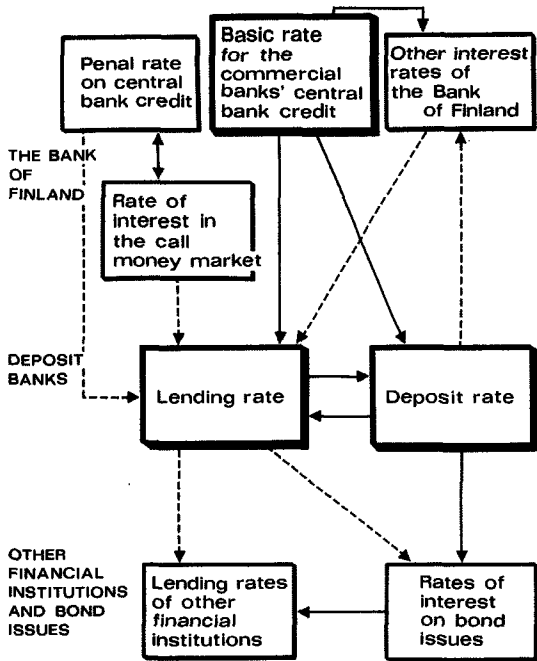 Penal rate
on central
bank credit
Basic rate
for the
commercial
banks' central
bank credit
Other interest
rates of
the Bank
of Finland
THE BANK
OF
FINLAND
Rate of
interest in
the call
money market
DEPOSIT
BANKS
Lending rate
Deposit rate
OTHER
FINANCIAL
INSTITUTIONS
AND BOND
ISSUES
Lending rates
of other
financial
institutions
Rates of
interest
on bond
issues